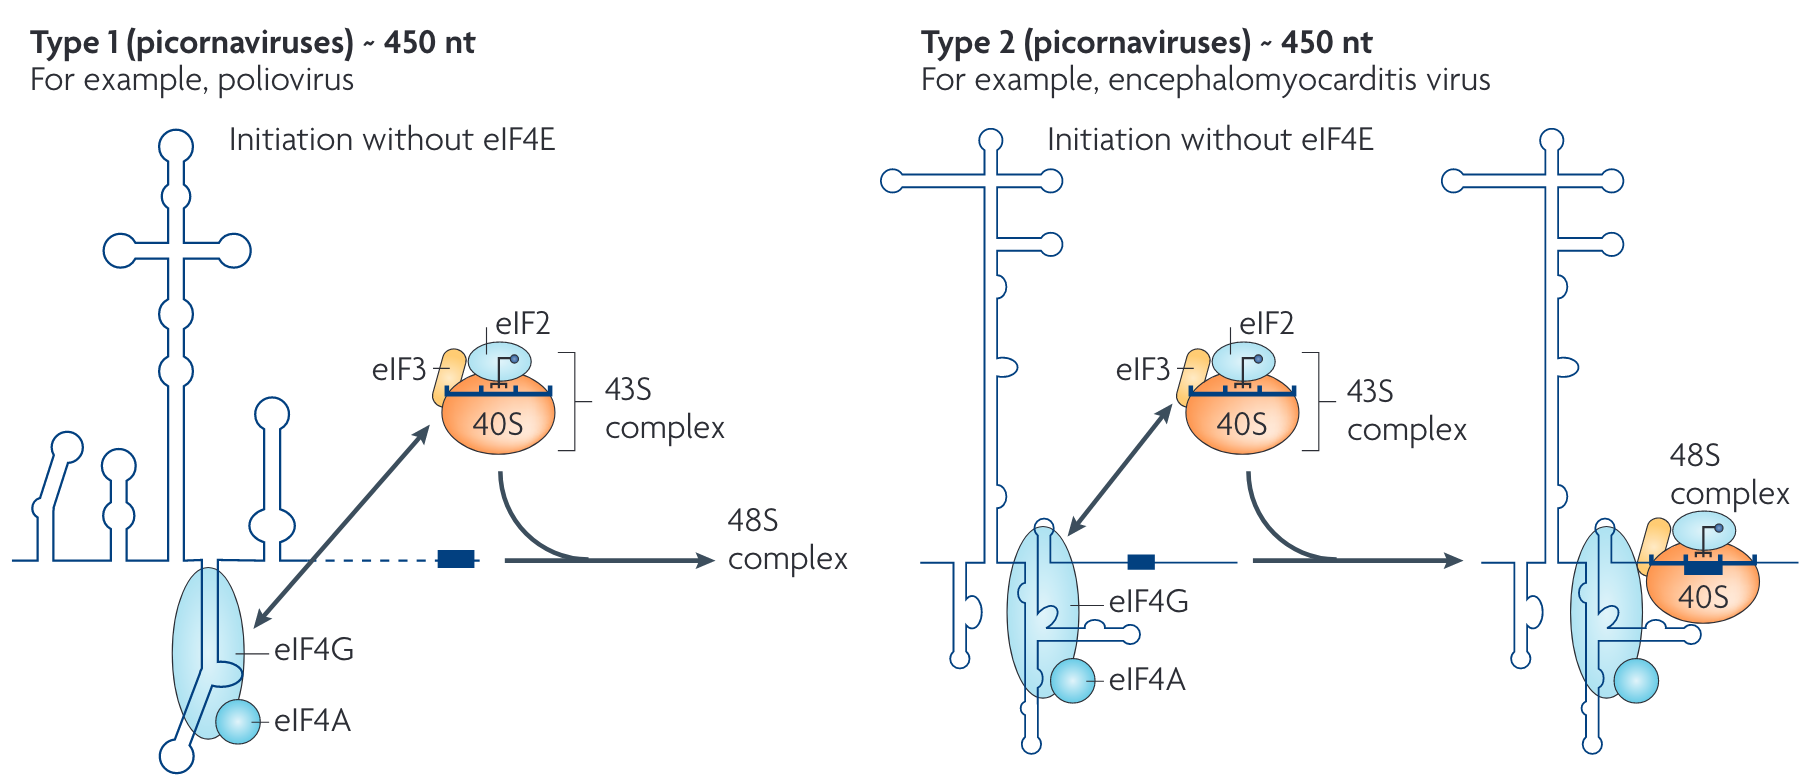 Type 1 (picornaviruses) ~ 450 nt
For example, poliovirus
Initiation without eIF4E
eIF2
eIF3
40S
43S
complex
48S
complex
eIF4G
eIF4A
Type 2 (picornaviruses) ~ 450 nt
For example, encephalomyocarditis virus
Initiation without eIF4E
eIF2
eIF3
40S
43S
complex
eIF4G
eIF4A
48S
complex
40S